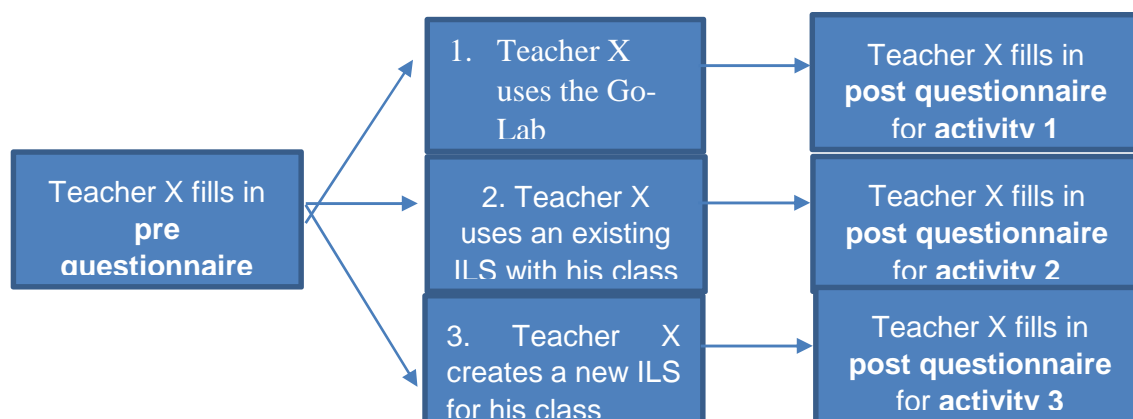 Teacher X fills in
pre
questionnaire
1. Teacher X
uses the Go-
Lab
2. Teacher X
uses an existing
ILS with his class
3. Teacher X
creates a new ILS
for his class
Teacher X fills in
post questionnaire
for activity 1
Teacher X fills in
post questionnaire
for activity 2
Teacher X fills in
post questionnaire
for activity 3